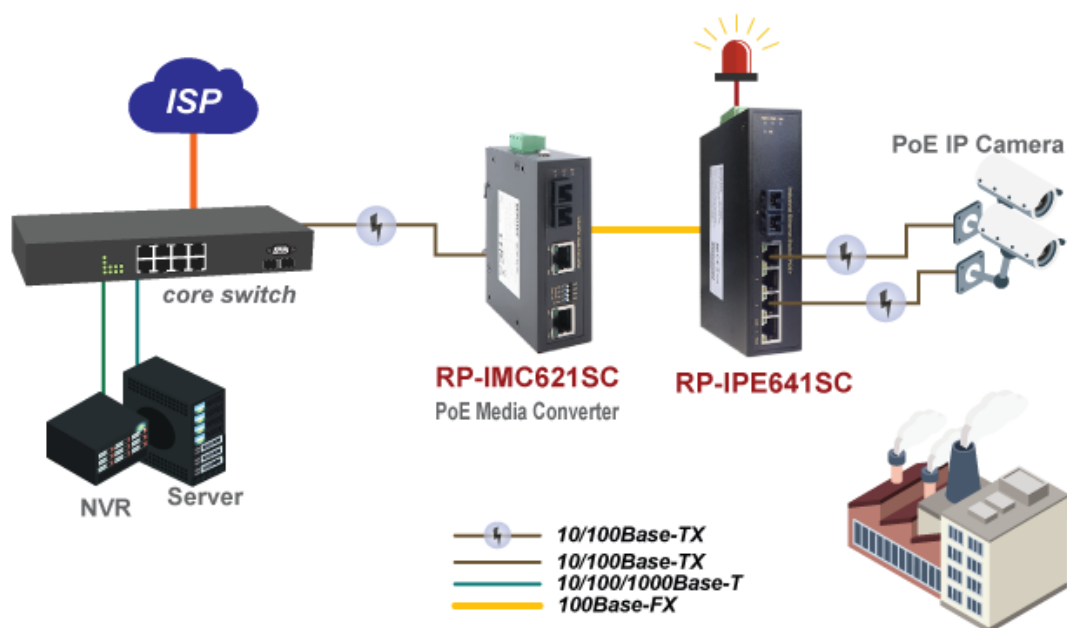 ISP
PoE IP Camera
core switch
RP-IMC621SC
PoE Media Converter
RP-IPE641SC
NVR
Server
10/100Base-TX
10/100Base-TX
10/100/1000Base-T
100Base-FX